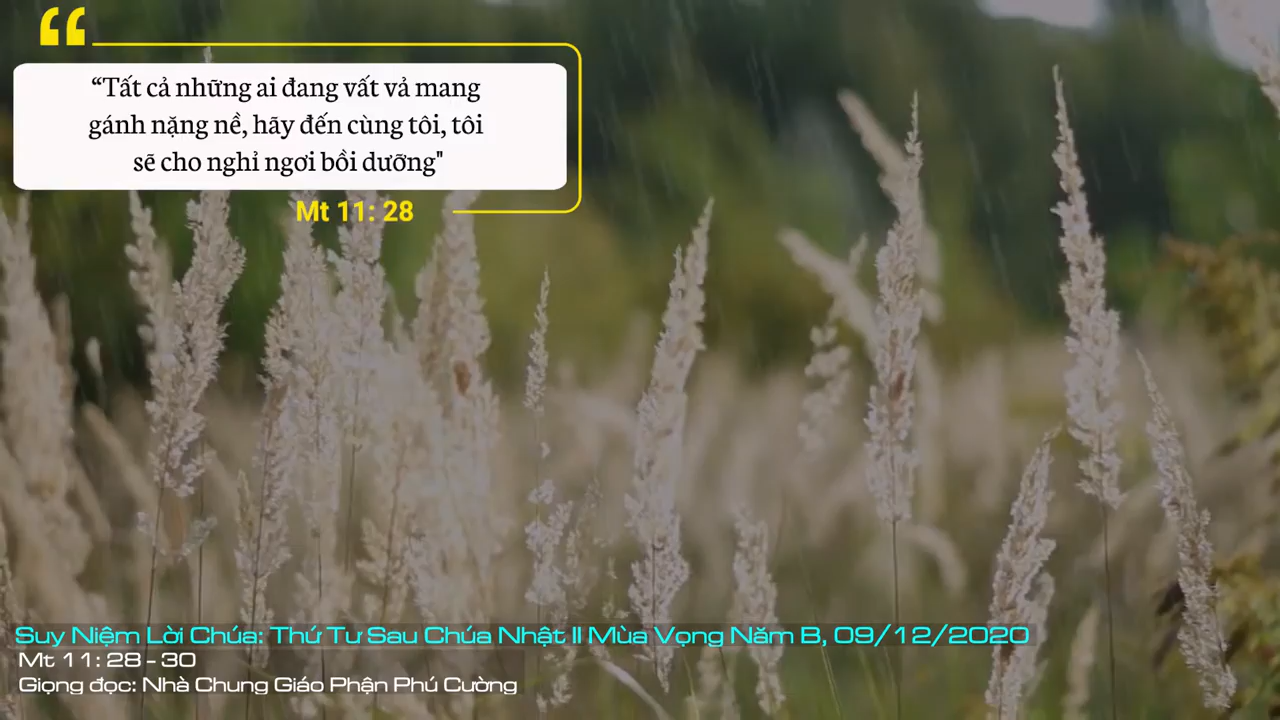 “Tất cả những ai đang vất vả mang
gánh nặng nề, hãy đến cùng tôi, tôi
sẽ cho nghỉ ngơi bồi dưỡng"
Mt 11: 28
Suy Niệm Lời Chúa: Thứ Tư Sau Chúa Nhật II Mùa Vọng Năm B, 09/12/2020
Mt 11: 28 - 30
Giọng đọc: Nhà Chung Giáo Phận Phú Cường